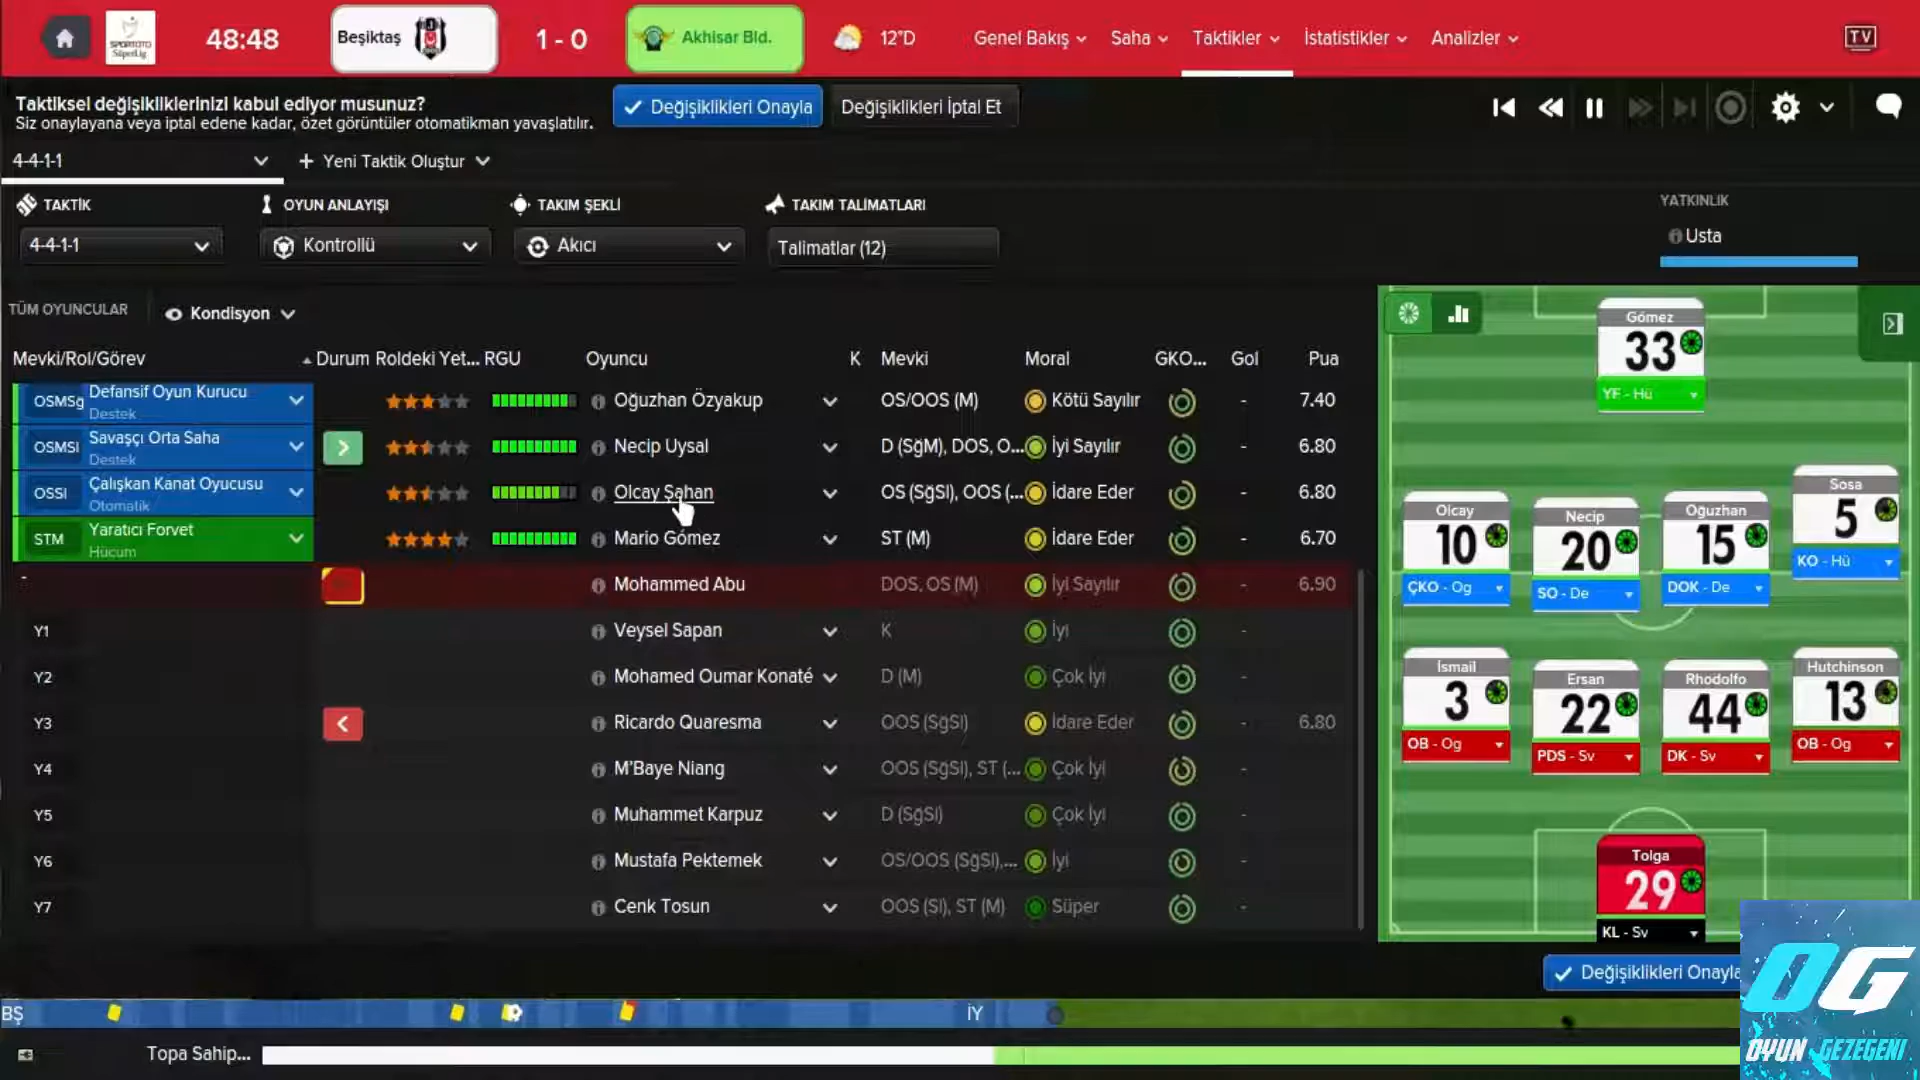 SPORTOTO
SüperLig
48:48
Beşiktaş
1 - 0
Akhisar Bld.
12°D
Genel Bakış
Saha
Taktikler
İstatistikler
Analizler
TV
Taktiksel değişikliklerinizi kabul ediyor musunuz?
Siz onaylayana veya iptal edene kadar, özet görüntüler otomatikman yavaşlatılır.
Değişiklikleri Onayla
Değişiklikleri İptal Et
4-4-1-1
+ Yeni Taktik Oluştur
TAKTİK
OYUN ANLAYIŞI
TAKIM ŞEKLİ
TAKIM TALİMATLARI
YATKINLIK
4-4-1-1
Kontrollü
Akıcı
Talimatlar (12)
Usta
TÜM OYUNCULAR
Kondisyon
Mevki/Rol/Görev Durum Roldeki Yet... RGU Oyuncu K Mevki Moral GKO... Gol Pua
OSMSğ Defansif Oyun Kurucu Destek Oğuzhan Özyakup OS/OOS (M) Kötü Sayılır - 7.40
OSMSl Savaşçı Orta Saha Destek Necip Uysal D (SğM), DOS, O... İyi Sayılır - 6.80
OSSl Çalışkan Kanat Oyucusu Otomatik Olcay Şahan OS (SğSl), OOS (... İdare Eder - 6.80
STM Yaratıcı Forvet Hücum Mario Gómez ST (M) İdare Eder - 6.70
- Mohammed Abu DOS, OS (M) İyi Sayılır - 6.90
Y1 Veysel Sapan K İyi -
Y2 Mohamed Oumar Konaté D (M) Çok İyi -
Y3 Ricardo Quaresma OOS (SğSl) İdare Eder - 6.80
Y4 M'Baye Niang OOS (SğSl), ST (... Çok İyi -
Y5 Muhammet Karpuz D (SğSl) Çok İyi -
Y6 Mustafa Pektemek OS/OOS (SğSl),... İyi -
Y7 Cenk Tosun OOS (Sl), ST (M) Süper -
Gómez
33
YF - Hü
Olcay
10
ÇKO - Og
Necip
20
SO - De
Oğuzhan
15
DOK - De
Sosa
5
KO - Hü
İsmail
3
OB - Og
Ersan
22
PDS - Sv
Rhodolfo
44
DK - Sv
Hutchinson
13
OB - Og
Tolga
29
KL - Sv
Değişiklikleri Onayla
BŞ
İY
Topa Sahip...
OG
OYUN GEZEGENİ